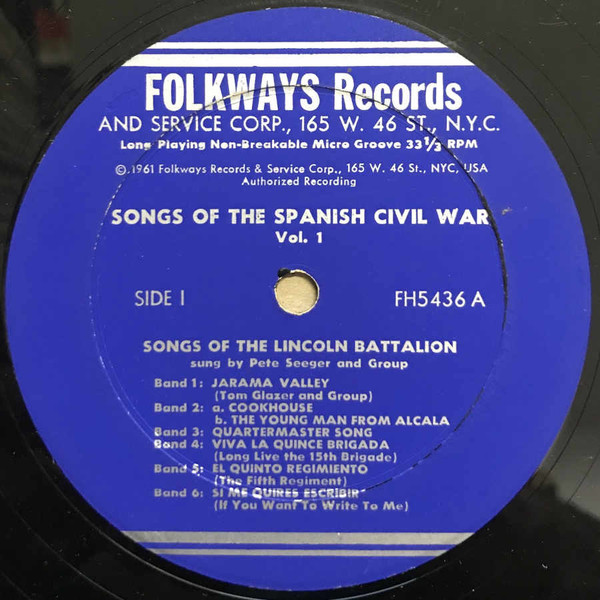 FOLKWAYS Records
AND SERVICE CORP., 165 W. 46 ST., N.Y.C.
Long Playing Non-Breakable Micro Groove 33 1/3 RPM
©1961 Folkways Records & Service Corp., 165 W. 46 St., NYC, USA
Authorized Recording
SONGS OF THE SPANISH CIVIL WAR
Vol. 1
SIDE I
FH5436 A
SONGS OF THE LINCOLN BATTALION
sung by Pete Seeger and Group
Band 1: JARAMA VALLEY
(Tom Glazer and Group)
Band 2: a. COOKHOUSE
b. THE YOUNG MAN FROM ALCALA
Band 3: QUARTERMASTER SONG
Band 4: VIVA LA QUINCE BRIGADA
(Long Live the 15th Brigade)
Band 5: EL QUINTO REGIMIENTO
(The Fifth Regiment)
Band 6: SI ME QUIRES ESCRIBIR
(If You Want To Write To Me)